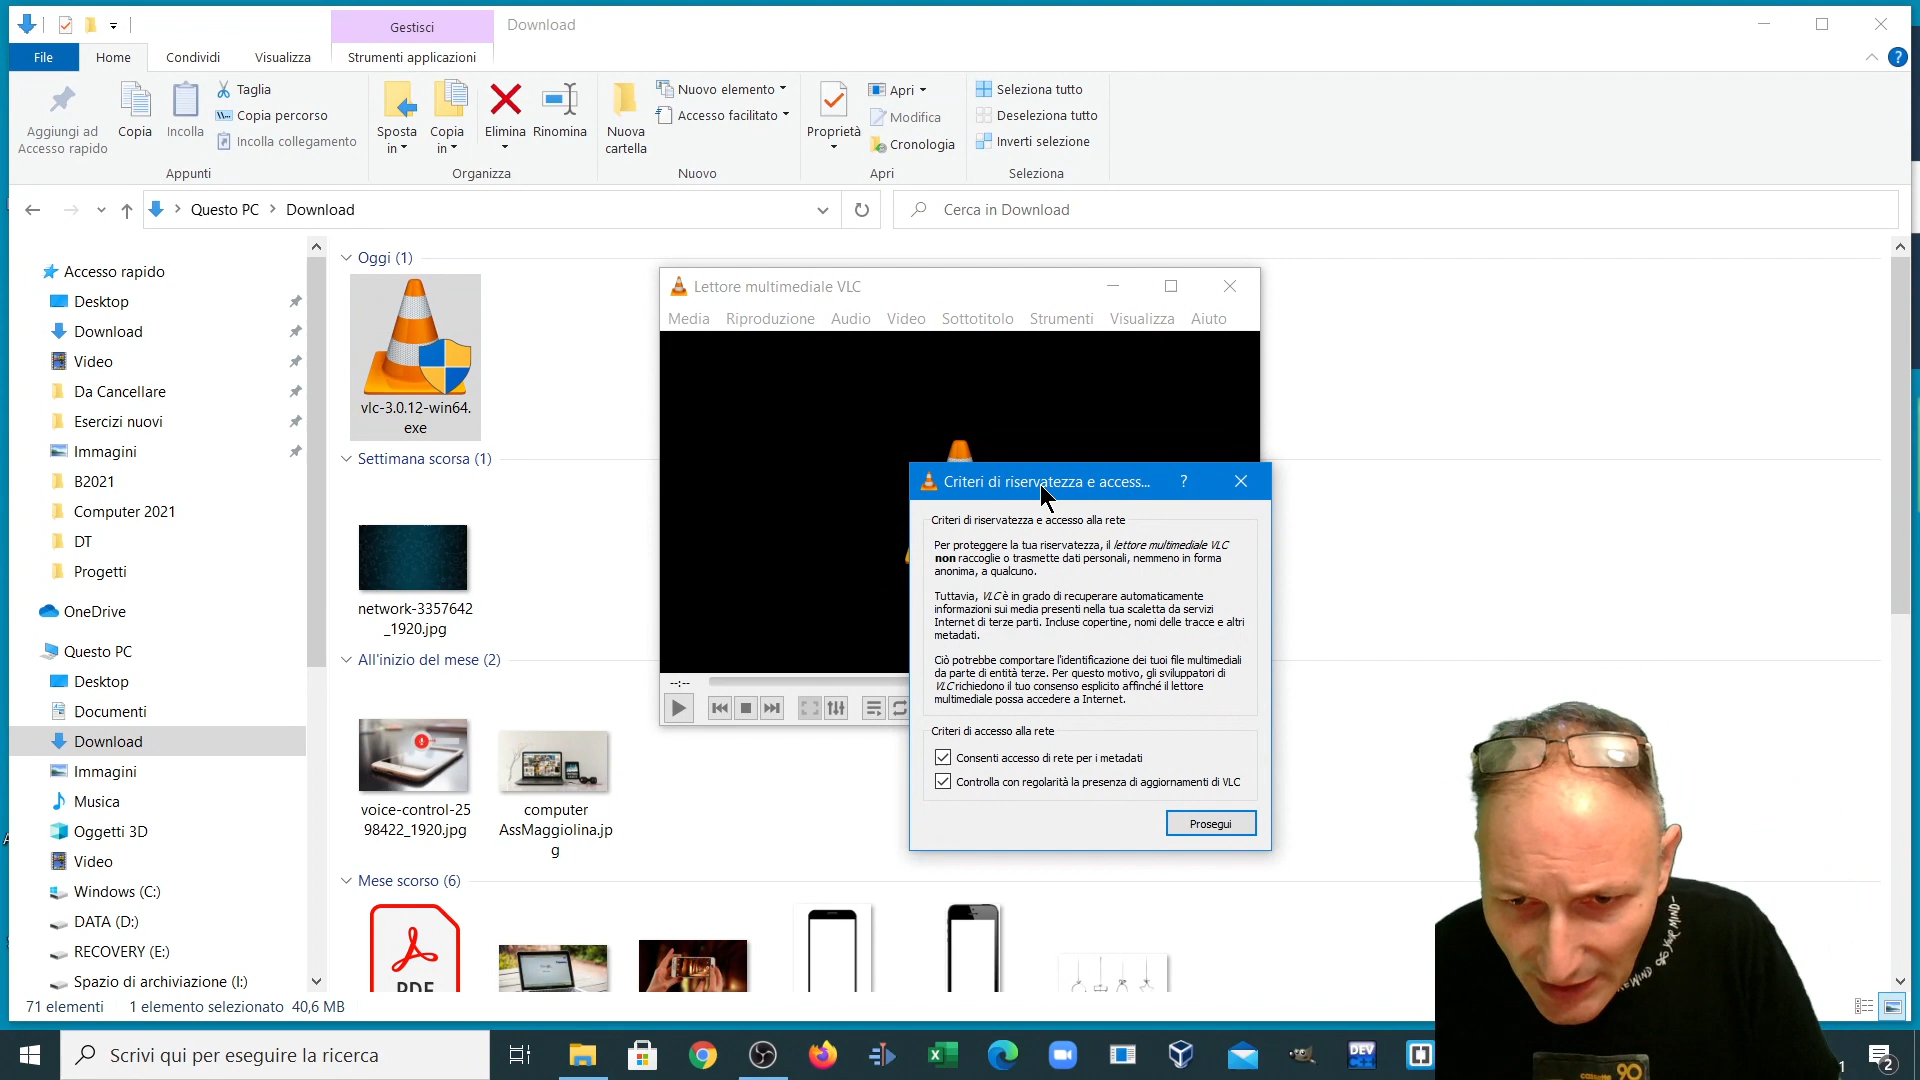 Gestisci
Download
File
Home
Condividi
Visualizza
Strumenti applicazioni
Aggiungi ad
Accesso rapido
Copia
Incolla
Taglia
Copia percorso
Incolla collegamento
Appunti
Sposta
in
Copia
in
Elimina
Rinomina
Organizza
Nuova
cartella
Nuovo elemento
Accesso facilitato
Nuovo
Proprietà
Apri
Modifica
Cronologia
Apri
Seleziona tutto
Deseleziona tutto
Inverti selezione
Seleziona
Questo PC
Download
Cerca in Download
Accesso rapido
Desktop
Download
Video
Da Cancellare
Esercizi nuovi
Immagini
B2021
Computer 2021
DT
Progetti
OneDrive
Questo PC
Desktop
Documenti
Download
Immagini
Musica
Oggetti 3D
Video
Windows (C:)
DATA (D:)
RECOVERY (E:)
Spazio di archiviazione (I:)
Oggi (1)
vlc-3.0.12-win64.
exe
Settimana scorsa (1)
network-3357642
_1920.jpg
All'inizio del mese (2)
voice-control-25
98422_1920.jpg
computer
AssMaggiolina.jp
g
Mese scorso (6)
PDF
Lettore multimediale VLC
Media
Riproduzione
Audio
Video
Sottotitolo
Strumenti
Visualizza
Aiuto
--:--
Criteri di riservatezza e access...
?
Criteri di riservatezza e accesso alla rete
Per proteggere la tua riservatezza, il lettore multimediale VLC
non raccoglie o trasmette dati personali, nemmeno in forma
anonima, a qualcuno.
Tuttavia, VLC è in grado di recuperare automaticamente
informazioni sui media presenti nella tua scaletta da servizi
Internet di terze parti. Incluse copertine, nomi delle tracce e altri
metadati.
Ciò potrebbe comportare l'identificazione dei tuoi file multimediali
da parte di entità terze. Per questo motivo, gli sviluppatori di
VLC richiedono il tuo consenso esplicito affinché il lettore
multimediale possa accedere a Internet.
Criteri di accesso alla rete
Consenti accesso di rete per i metadati
Controlla con regolarità la presenza di aggiornamenti di VLC
Prosegui
71 elementi
1 elemento selezionato
40,6 MB
Scrivi qui per eseguire la ricerca
DEV
1
2
90